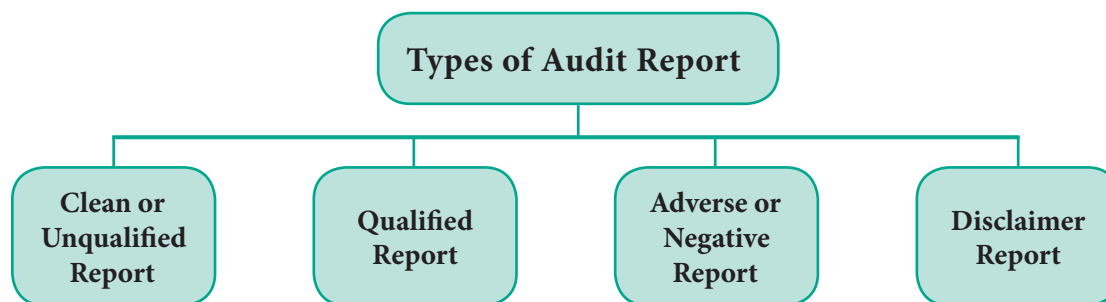 Types of Audit Report
Clean or
Unqualified
Report
Qualified
Report
Adverse or
Negative
Report
Disclaimer
Report